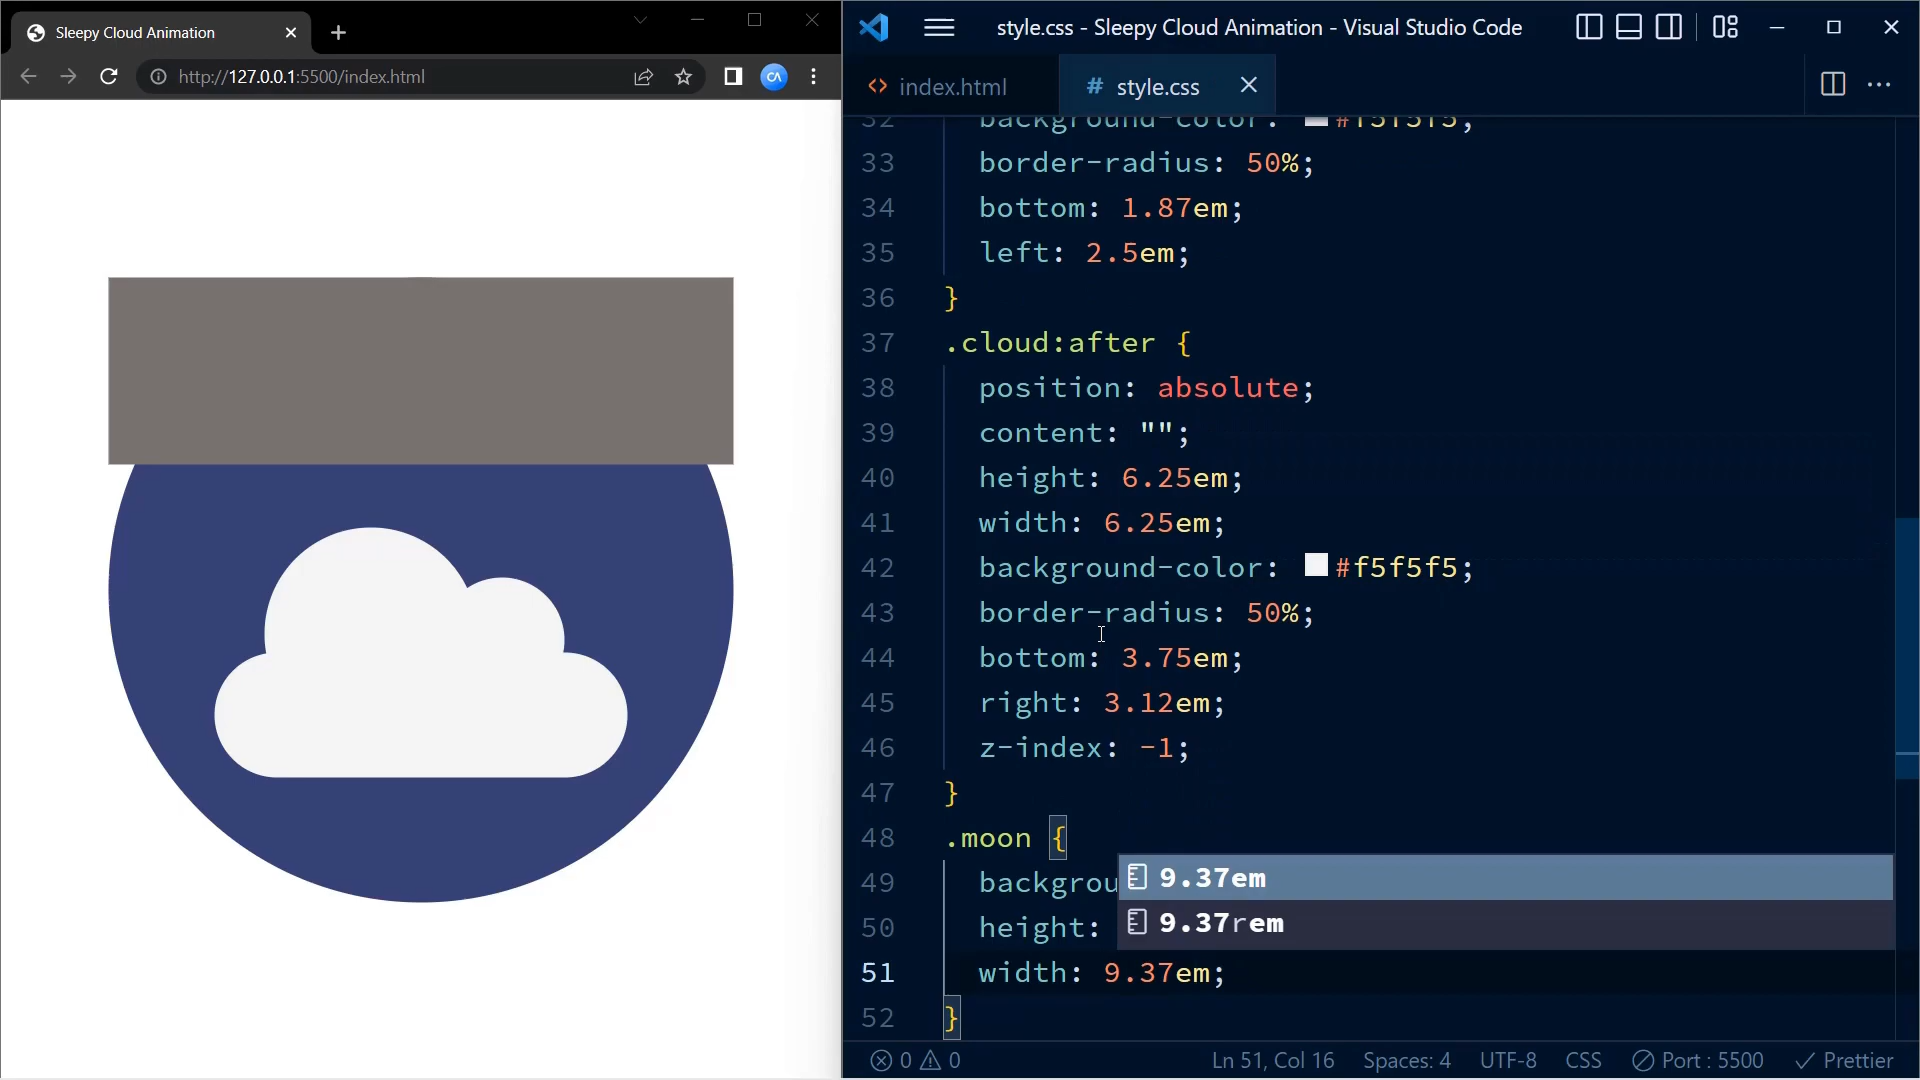 Sleepy Cloud Animation
http://127.0.0.1:5500/index.html
CA
style.css - Sleepy Cloud Animation - Visual Studio Code
<> index.html
# style.css
32 background-color: #f5f5f5;
33 border-radius: 50%;
34 bottom: 1.87em;
35 left: 2.5em;
36 }
37 .cloud:after {
38 position: absolute;
39 content: "";
40 height: 6.25em;
41 width: 6.25em;
42 background-color: #f5f5f5;
43 border-radius: 50%;
44 bottom: 3.75em;
45 right: 3.12em;
46 z-index: -1;
47 }
48 .moon {
49 backgrou
9.37em
50 height:
9.37rem
51 width: 9.37em;
52 }
0 0 Ln 51, Col 16 Spaces: 4 UTF-8 CSS Port : 5500 Prettier